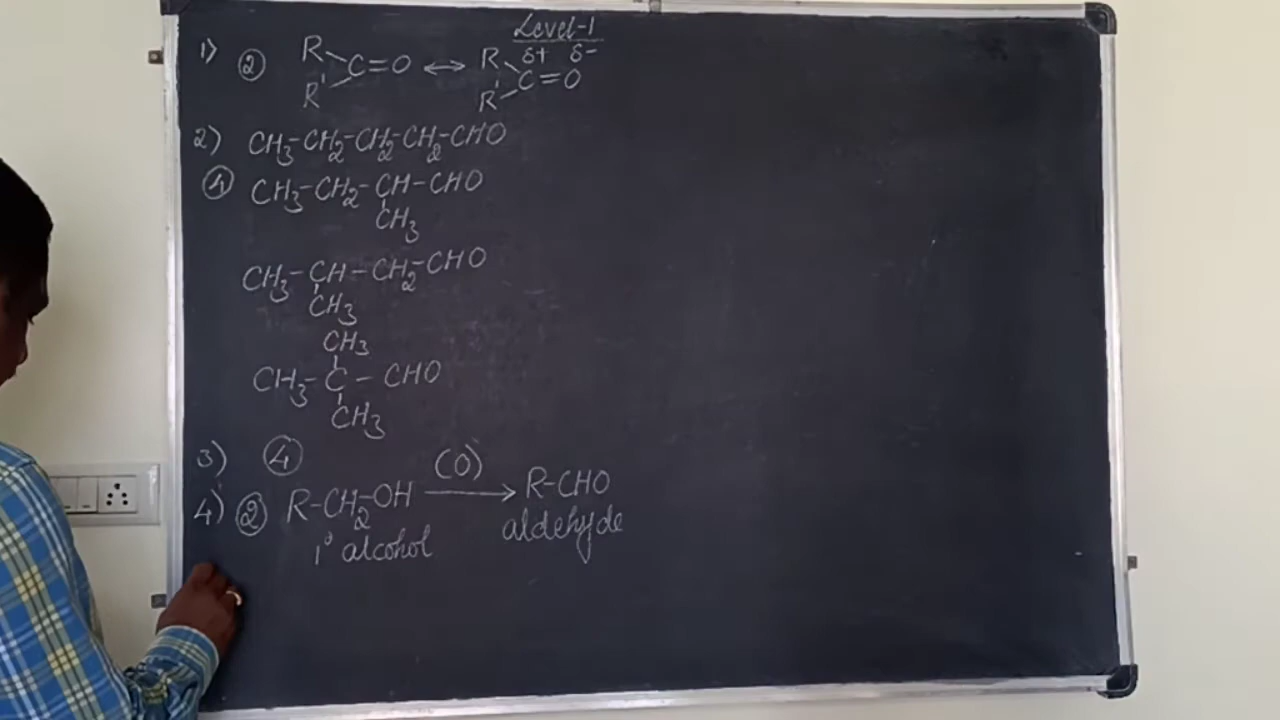 Level-1
1) ② R R' C=O ↔ R R' C=O δ+ δ-
2) CH3-CH2-CH2-CH2-CHO
④ CH3-CH2-CH-CHO
CH3
CH3-CH-CH2-CHO
CH3
CH3
CH3-C-CHO
CH3
3) ④
4) ② R-CH2-OH (O) → R-CHO
1° alcohol aldehyde